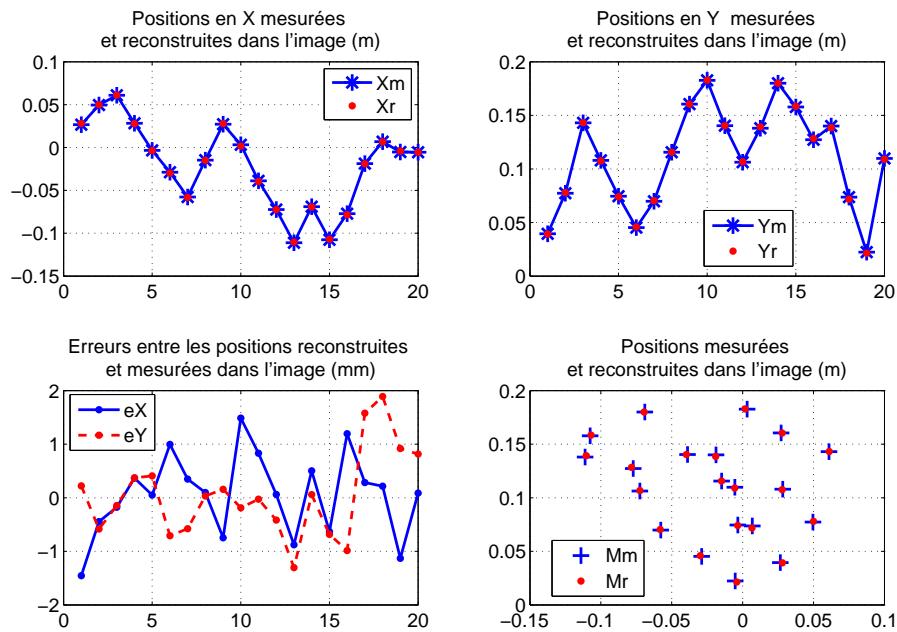 Positions en X mesurées
et reconstruites dans l'image (m)
0.1
0.05
0
−0.05
−0.1
−0.15
0
5
10
15
20
Xm
Xr
Positions en Y mesurées
et reconstruites dans l'image (m)
0.2
0.15
0.1
0.05
0
0
5
10
15
20
Ym
Yr
Erreurs entre les positions reconstruites
et mesurées dans l'image (mm)
2
1
0
−1
−2
0
5
10
15
20
eX
eY
Positions mesurées
et reconstruites dans l'image (m)
0.2
0.15
0.1
0.05
0
−0.15
−0.1
−0.05
0
0.05
0.1
Mm
Mr